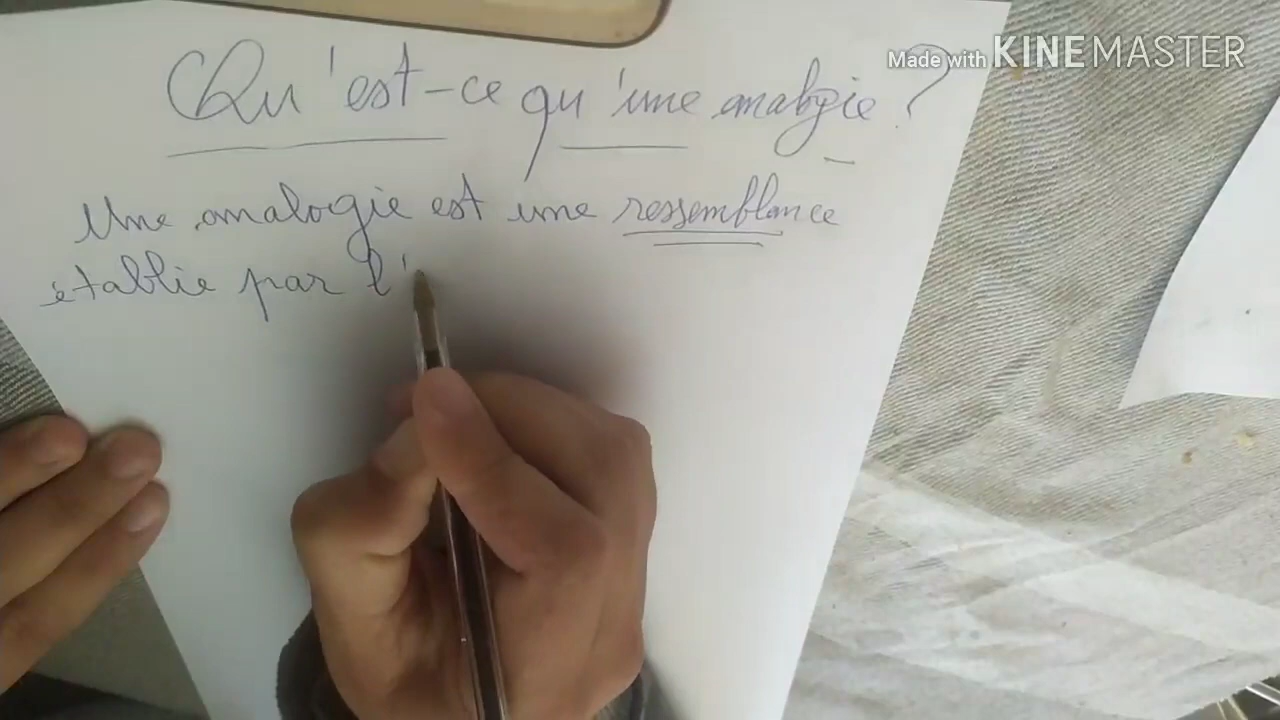 Made with KINEMASTER
Qu'est-ce qu'une analogie ?
Une analogie est une ressemblance
établie par l'